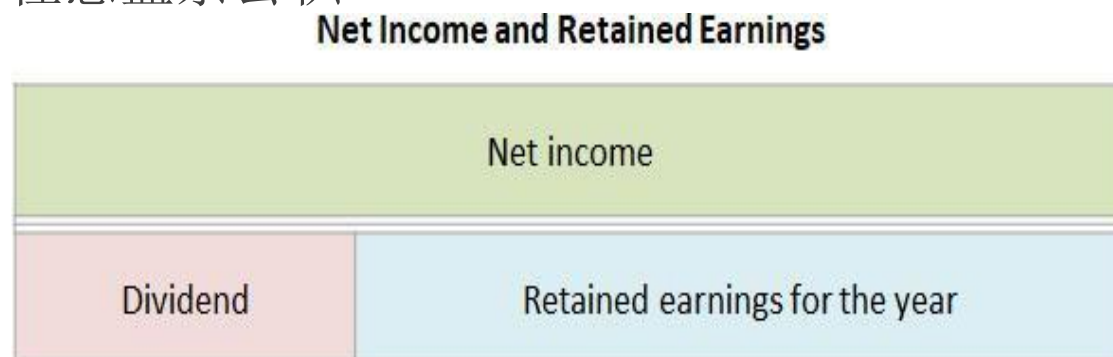 Net Income and Retained Earnings
Net income
Dividend
Retained earnings for the year